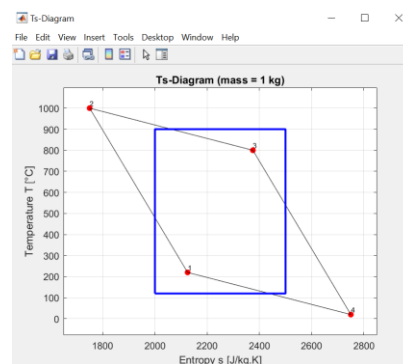 Ts-Diagram
File Edit View Insert Tools Desktop Window Help
Ts-Diagram (mass = 1 kg)
1000
900
800
700
600
500
400
300
200
100
0
Temperature T [°C]
2
3
1
4
1800 2000 2200 2400 2600 2800
Entropy s [J/kg.K]